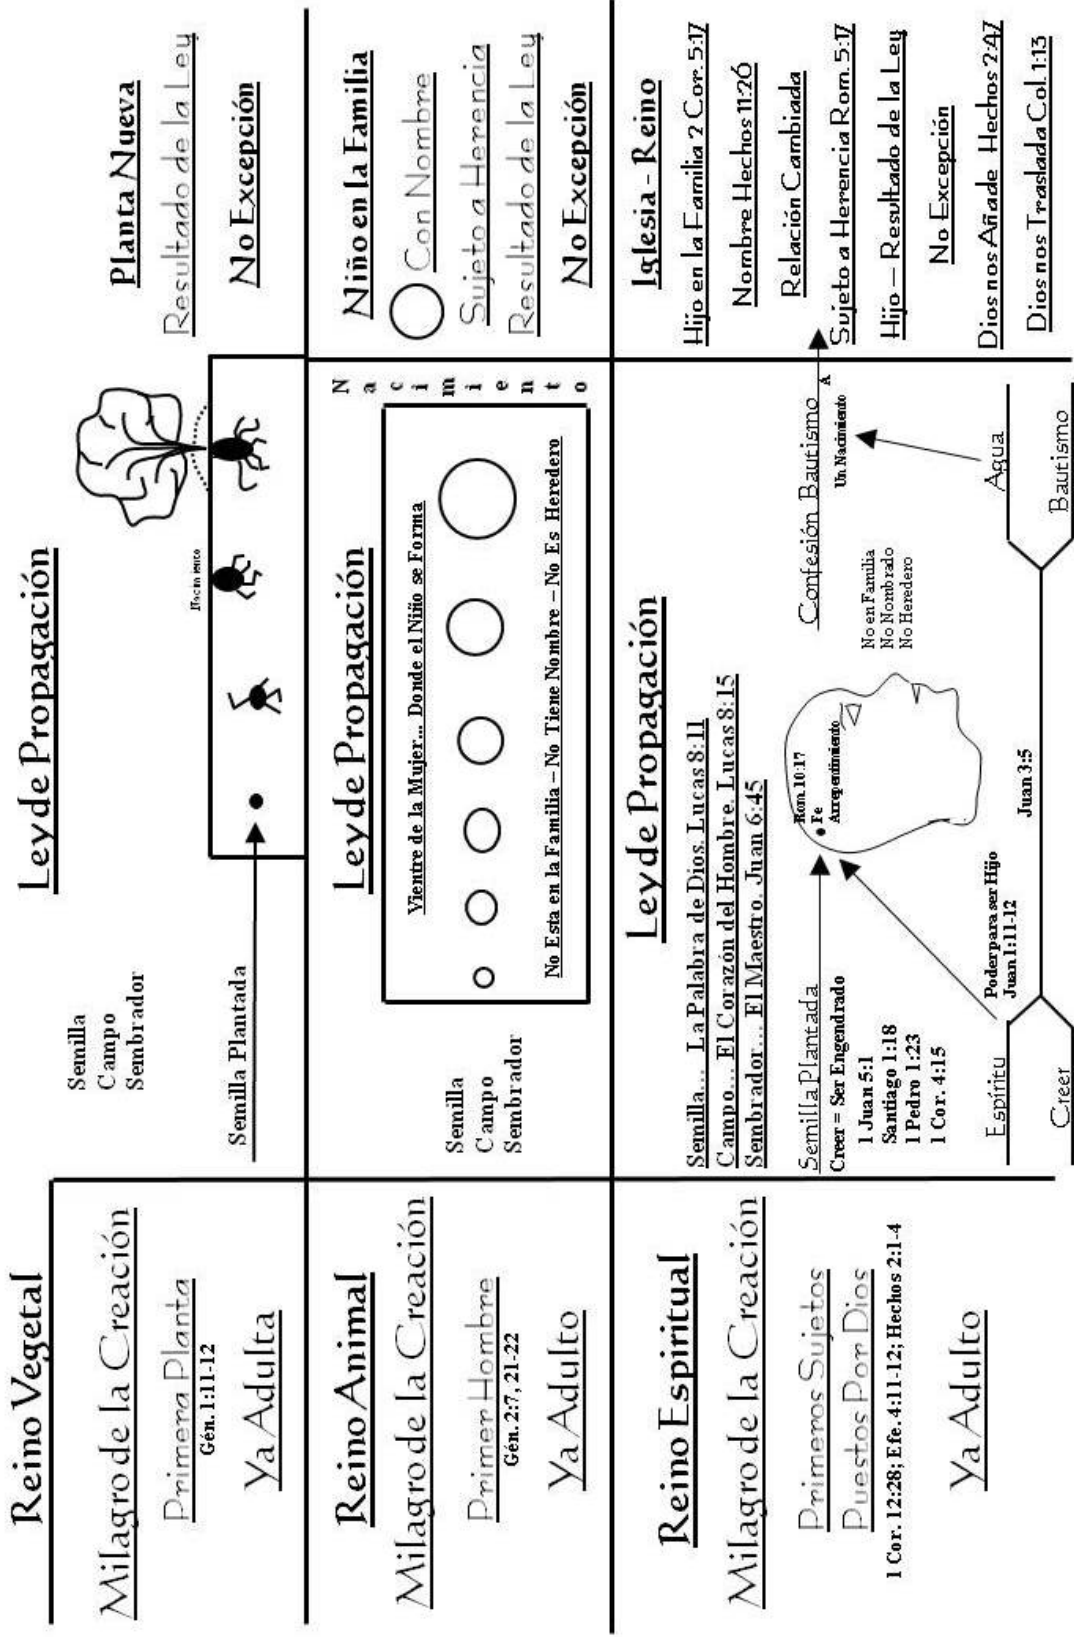 Reino Vegetal
Milagro de la Creación
Primera Planta
Gén. 1:11-12
Ya Adulta
Ley de Propagación
Semilla
Campo
Sembrador
Semilla Plantada
Nacimiento
Planta Nueva
Resultado de la Ley
No Excepción
Reino Animal
Milagro de la Creación
Primer Hombre
Gén. 2:7, 21-22
Ya Adulto
Ley de Propagación
Semilla
Campo
Sembrador
Vientre de la Mujer... Donde el Niño se Forma
No Esta en la Familia – No Tiene Nombre – No Es Heredero
Nacimiento
Niño en la Familia
Con Nombre
Sujeto a Herencia
Resultado de la Ley
No Excepción
Reino Espiritual
Milagro de la Creación
Primeros Sujetos
Puestos Por Dios
1 Cor. 12:28; Efe. 4:11-12; Hechos 2:1-4
Ya Adulto
Ley de Propagación
Semilla... La Palabra de Dios. Lucas 8:11
Campo... El Corazón del Hombre. Lucas 8:15
Sembrador... El Maestro. Juan 6:45
Semilla Plantada
Creer = Ser Engendrado
1 Juan 5:1
Santiago 1:18
1 Pedro 1:23
1 Cor. 4:15
Rom. 10:17
Fe
Arrepentimiento
Confesión Bautismo
Un Nacimiento
A
No en Familia
No Nombrado
No Heredero
Poder para ser Hijo
Juan 1:11-12
Espíritu
Creer
Juan 3:5
Agua
Bautismo
Iglesia - Reino
Hijo en la Familia 2 Cor. 5:17
Nombre Hechos 11:26
Relación Cambiada
Sujeto a Herencia Rom. 5:17
Hijo – Resultado de la Ley
No Excepción
Dios nos Añade Hechos 2:47
Dios nos Traslada Col. 1:13